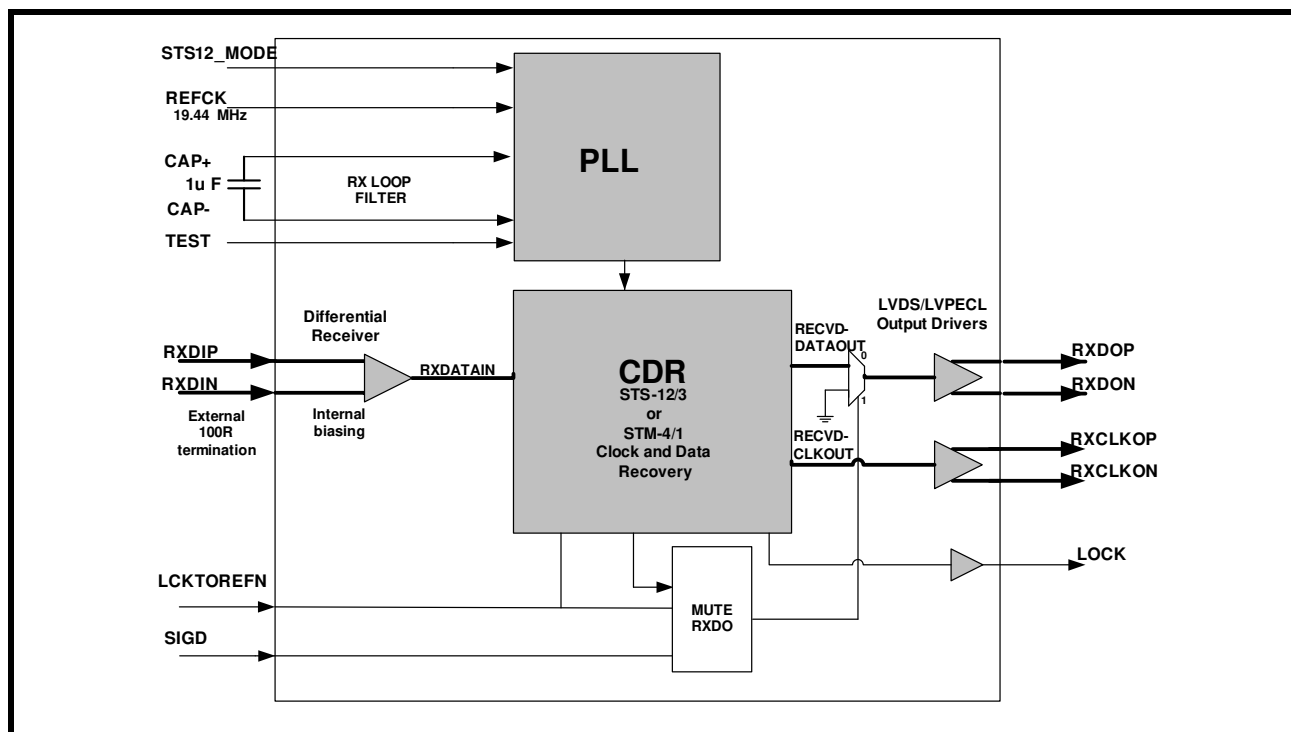 STS12_MODE
REFCK
19.44 MHz
CAP+
1u F
CAP-
TEST
RX LOOP
FILTER
PLL
Differential
Receiver
RXDIP
RXDIN
External
100R
termination
Internal
biasing
RXDATAIN
CDR
STS-12/3
or
STM-4/1
Clock and Data
Recovery
RECVD-
DATAOUT
0
1
RECVD-
CLKOUT
LVDS/LVPECL
Output Drivers
RXDOP
RXDON
RXCLKOP
RXCLKON
LOCK
LCKTOREFN
SIGD
MUTE
RXDO